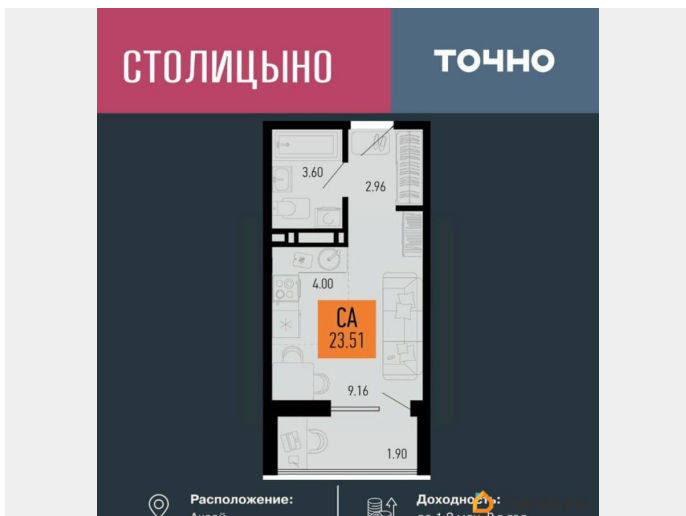 СТОЛИЦЫНО
ТОЧНО
3.60
2.96
4.00
СА
23.51
9.16
1.90
Расположение:
Доходность: